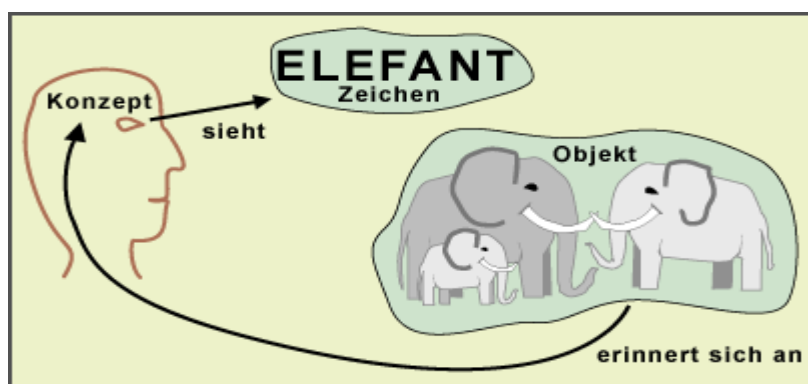 ELEFANT
Zeichen
Konzept
sieht
Objekt
erinnert sich an